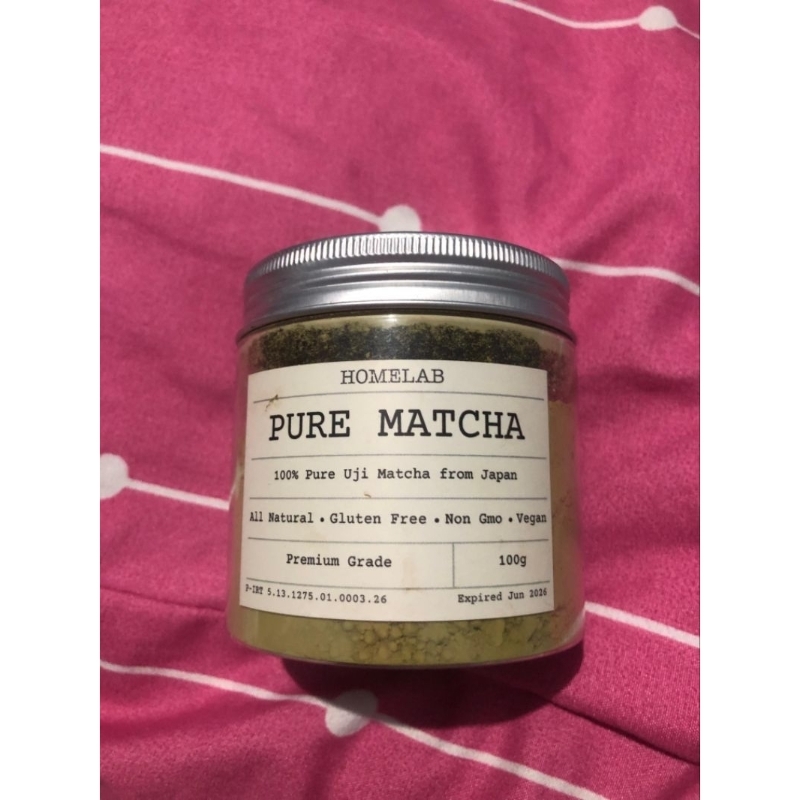 HOMELAB
PURE MATCHA
100% Pure Uji Matcha from Japan
All Natural • Gluten Free • Non Gmo • Vegan
Premium Grade 100g
P-IRT 5.13.1275.01.0003.26 Expired Jun 2026